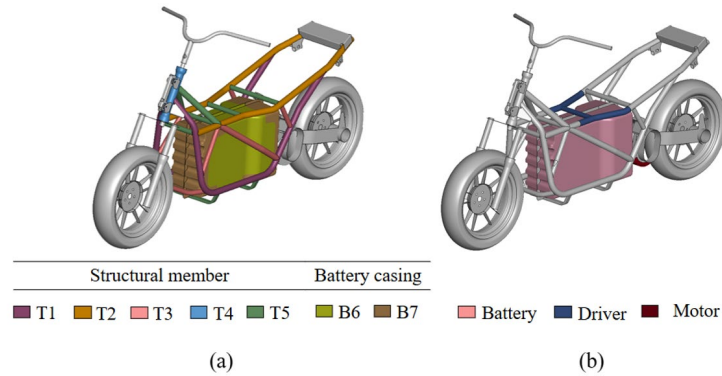 Structural member Battery casing
T1 T2 T3 T4 T5 B6 B7 Battery Driver Motor
(a) (b)